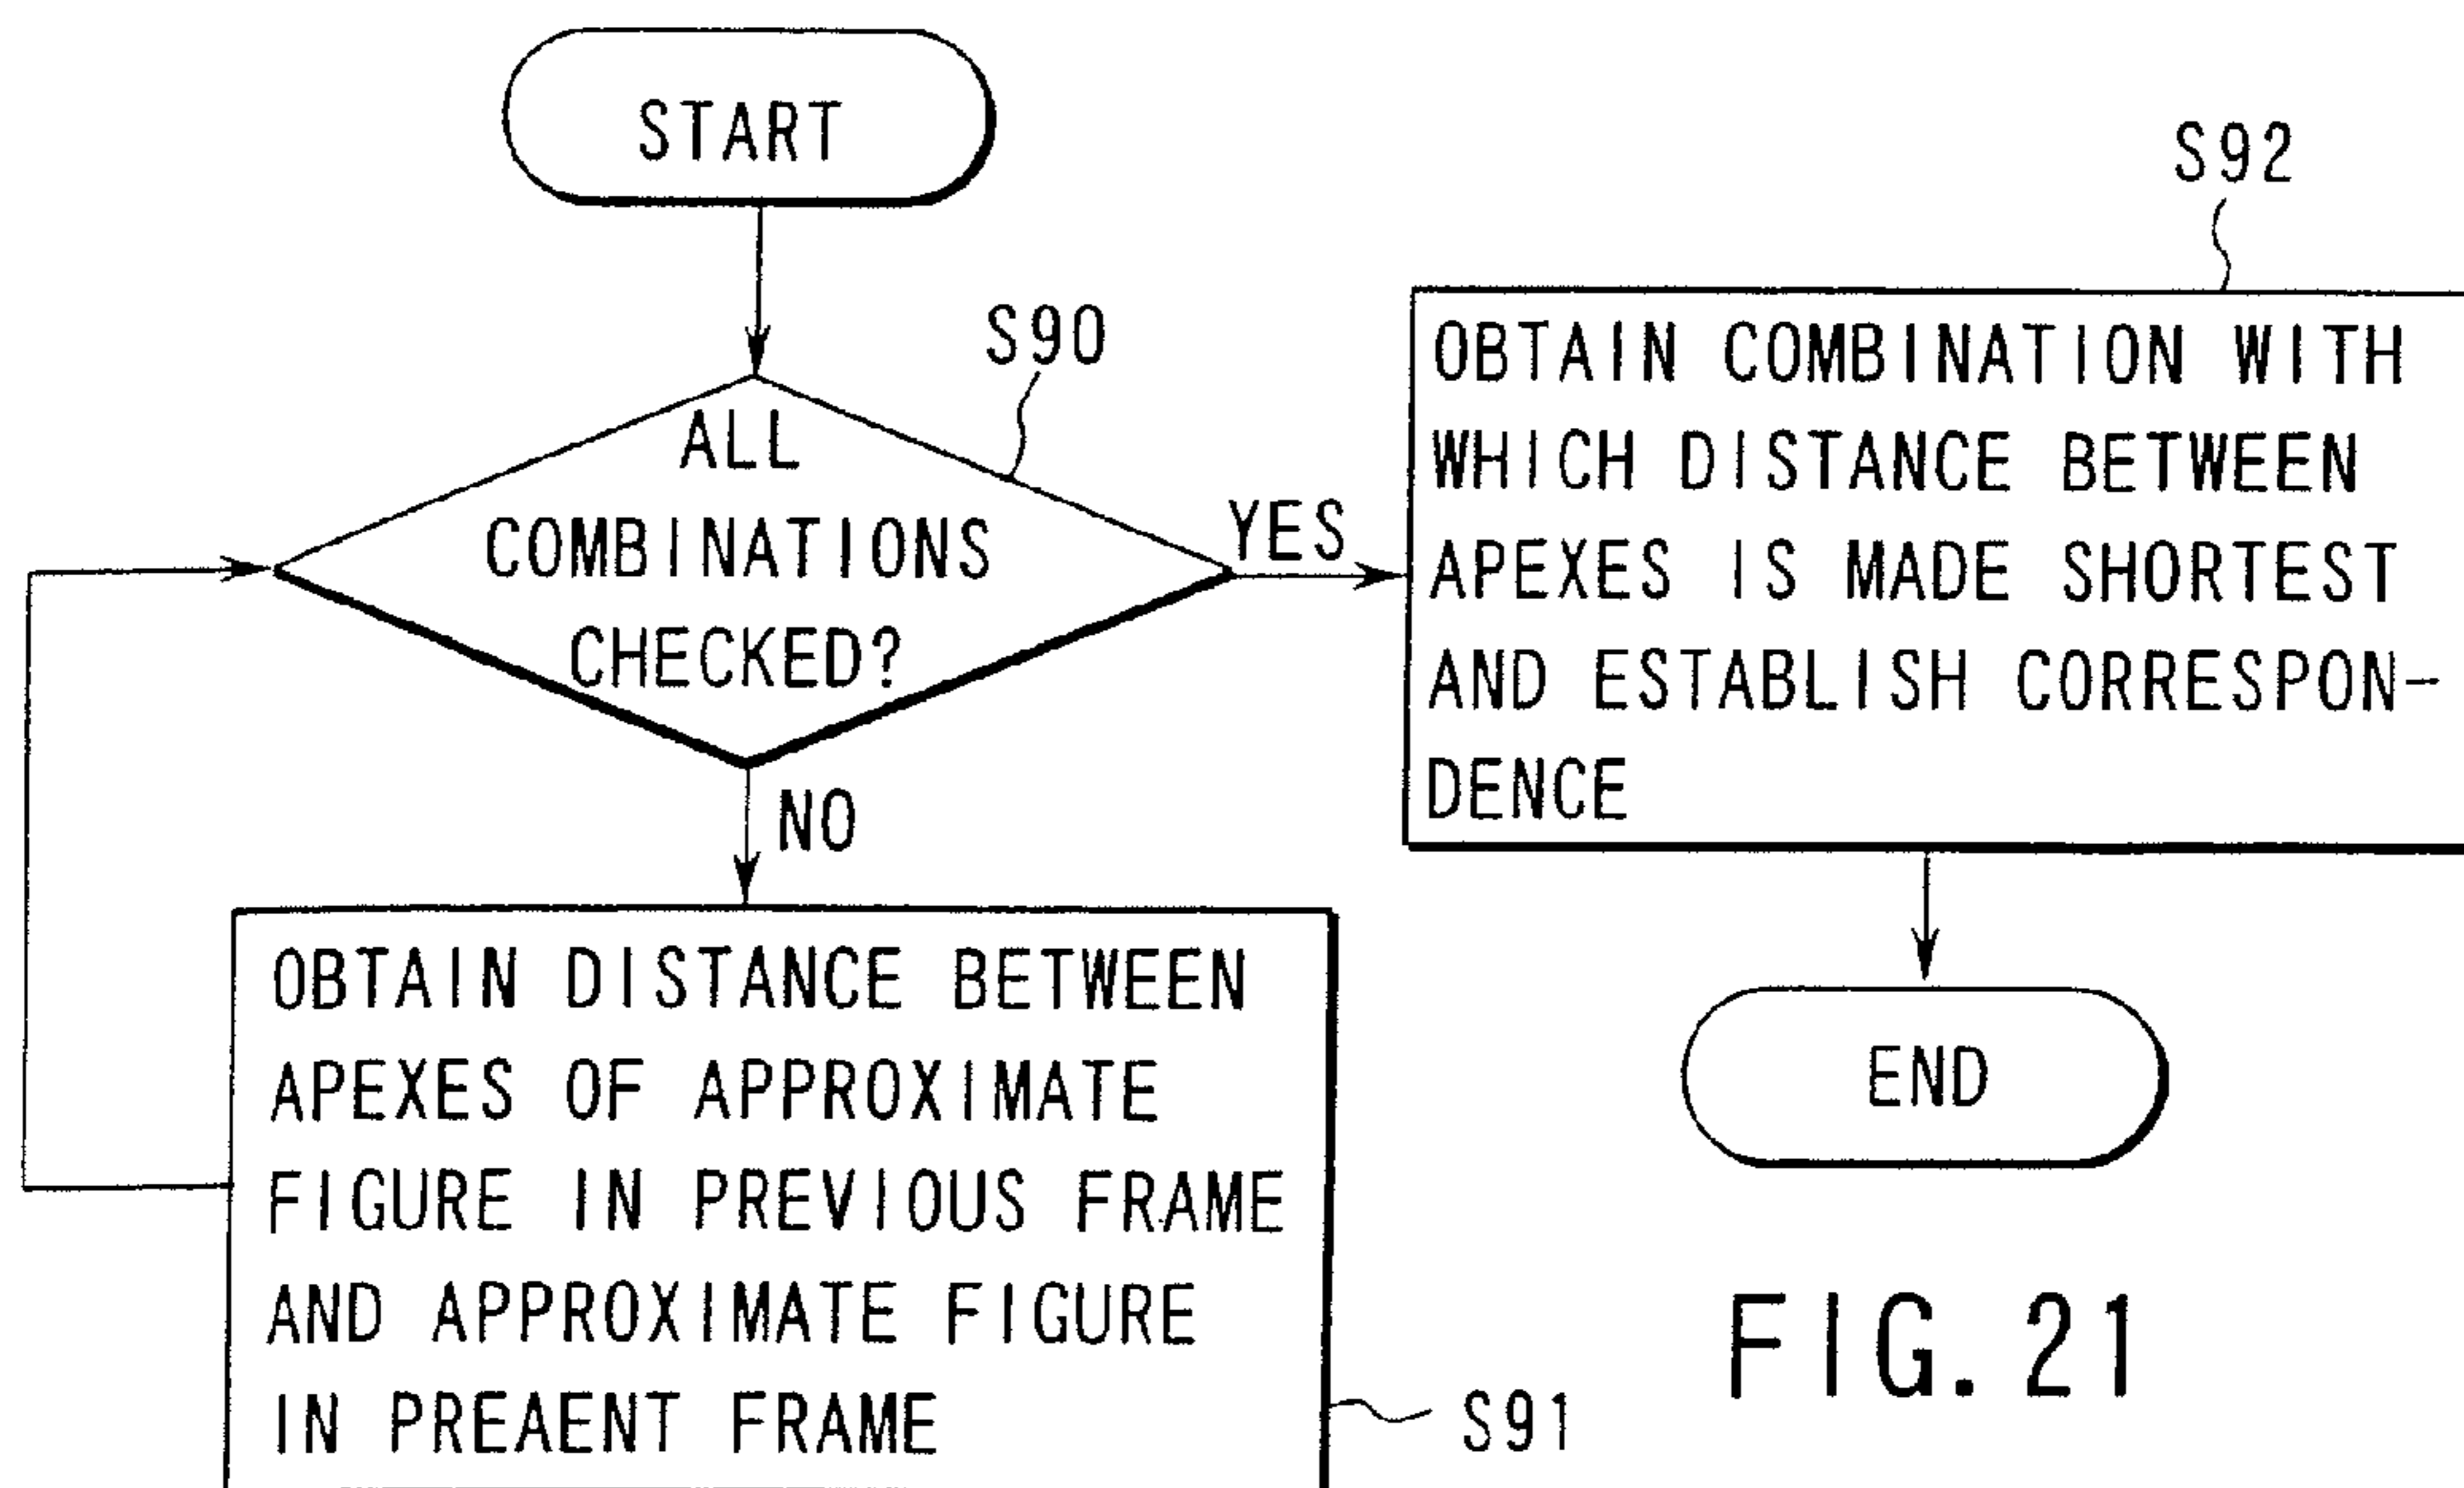 START
S90
ALL
COMBINATIONS
CHECKED?
YES
NO
S92
OBTAIN COMBINATION WITH
WHICH DISTANCE BETWEEN
APEXES IS MADE SHORTEST
AND ESTABLISH CORRESPON-
DENCE
OBTAIN DISTANCE BETWEEN
APEXES OF APPROXIMATE
FIGURE IN PREVIOUS FRAME
AND APPROXIMATE FIGURE
IN PREAENT FRAME
S91
END
FIG. 21